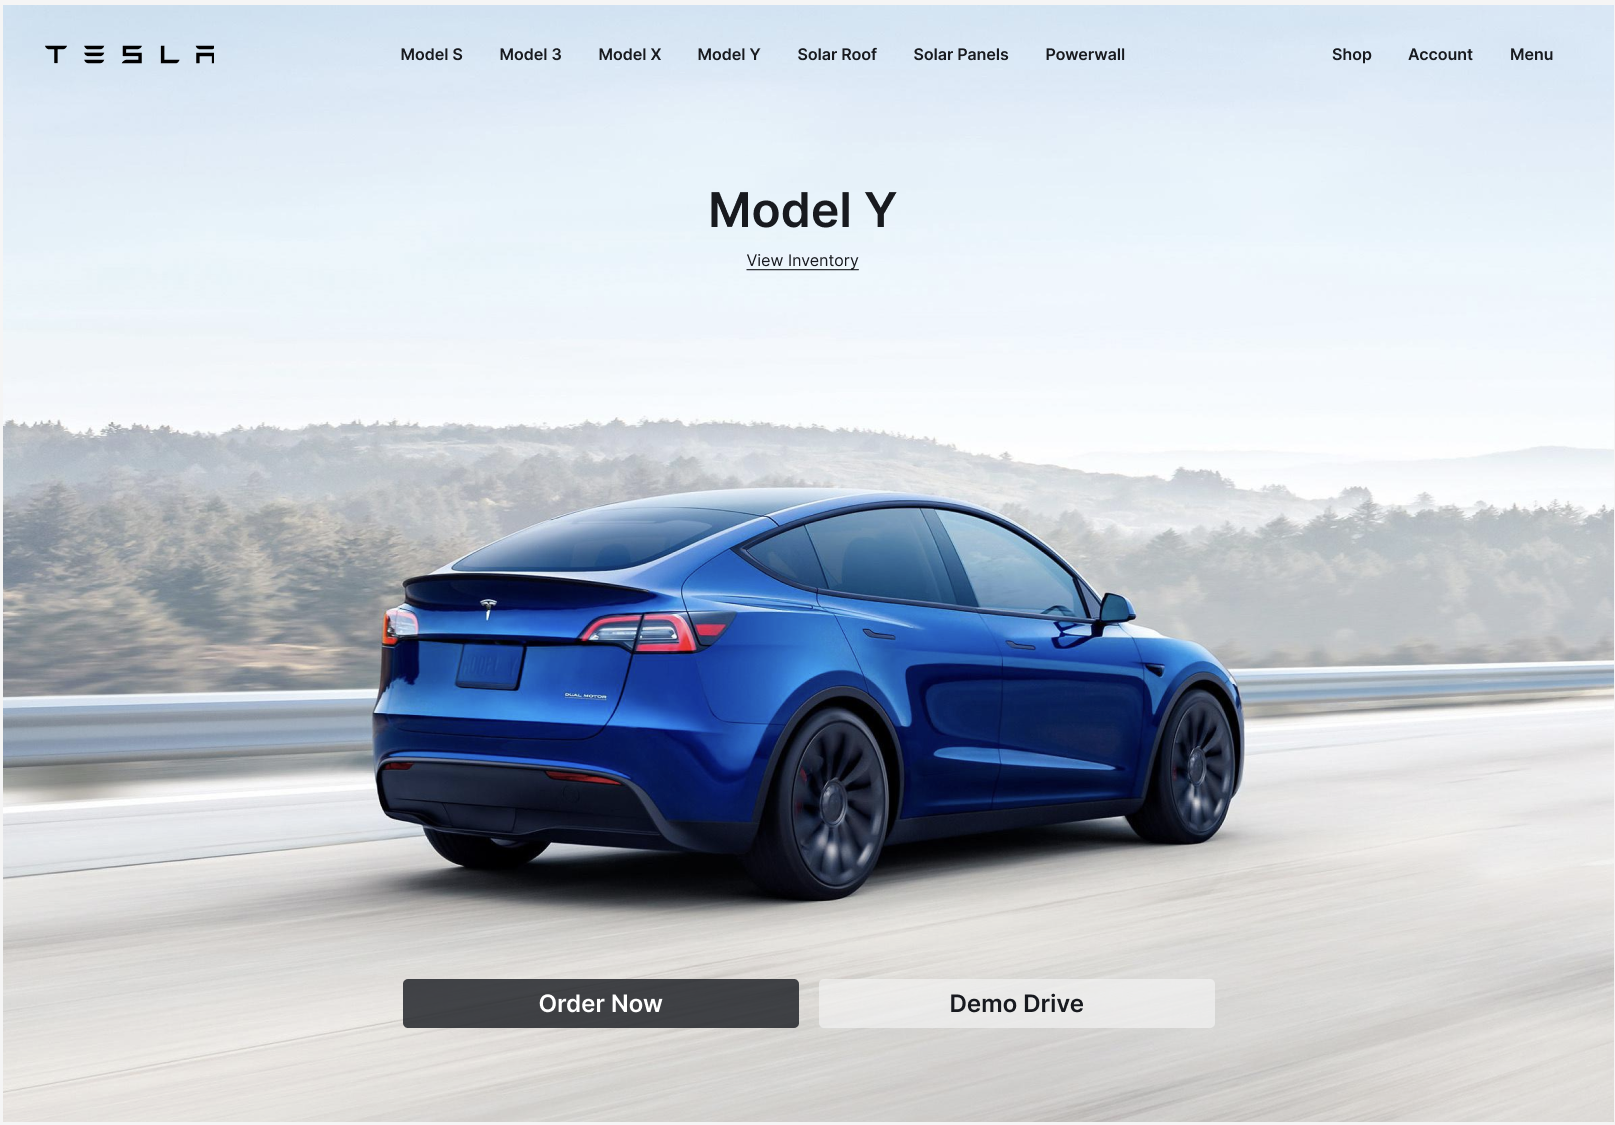 TESLA Model S Model 3 Model X Model Y Solar Roof Solar Panels Powerwall Shop Account Menu
Model Y
View Inventory
DUAL MOTOR
Order Now Demo Drive